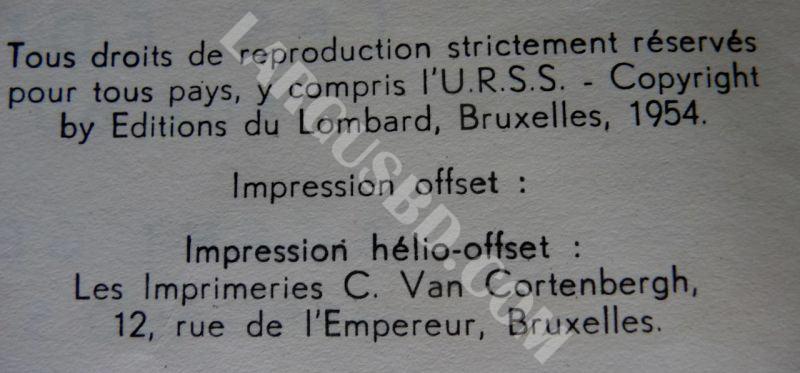 Tous droits de reproduction strictement réservés
pour tous pays, y compris l'U.R.S.S. - Copyright
by Editions du Lombard, Bruxelles, 1954.
Impression offset :
Impression hélio-offset :
Les Imprimeries C. Van Cortenbergh,
12, rue de l'Empereur, Bruxelles.
LARGUSBD.COM